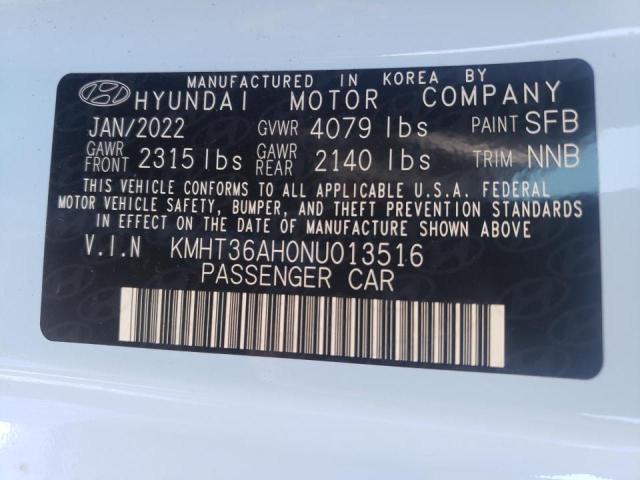 MANUFACTURED IN KOREA BY
HYUNDAI MOTOR COMPANY
JAN/2022 GVWR 4079 lbs PAINT SFB
GAWR FRONT 2315 lbs GAWR REAR 2140 lbs TRIM NNB
THIS VEHICLE CONFORMS TO ALL APPLICABLE U.S.A. FEDERAL
MOTOR VEHICLE SAFETY, BUMPER, AND THEFT PREVENTION STANDARDS
IN EFFECT ON THE DATE OF MANUFACTURE SHOWN ABOVE.
V.I.N KMHT36AH0NU013516
PASSENGER CAR